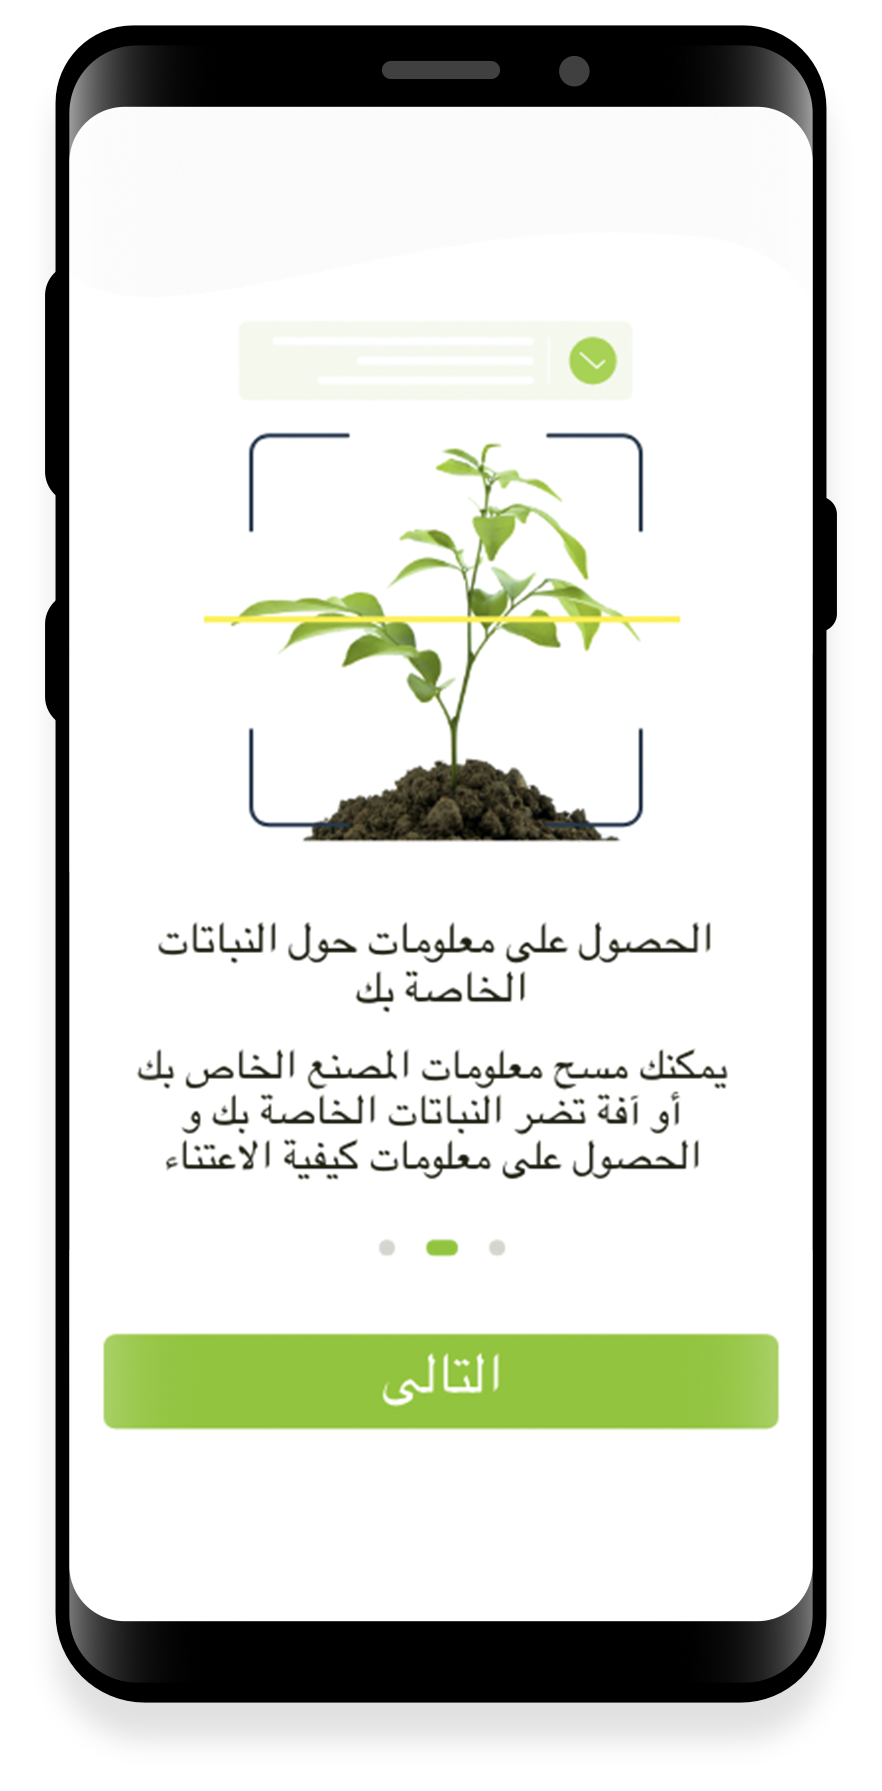 الحصول على معلومات حول النباتات
الخاصة بك
يمكنك مسح معلومات المصنع الخاص بك
أو آفة تضر النباتات الخاصة بك و
الحصول على معلومات كيفية الاعتناء
التالى